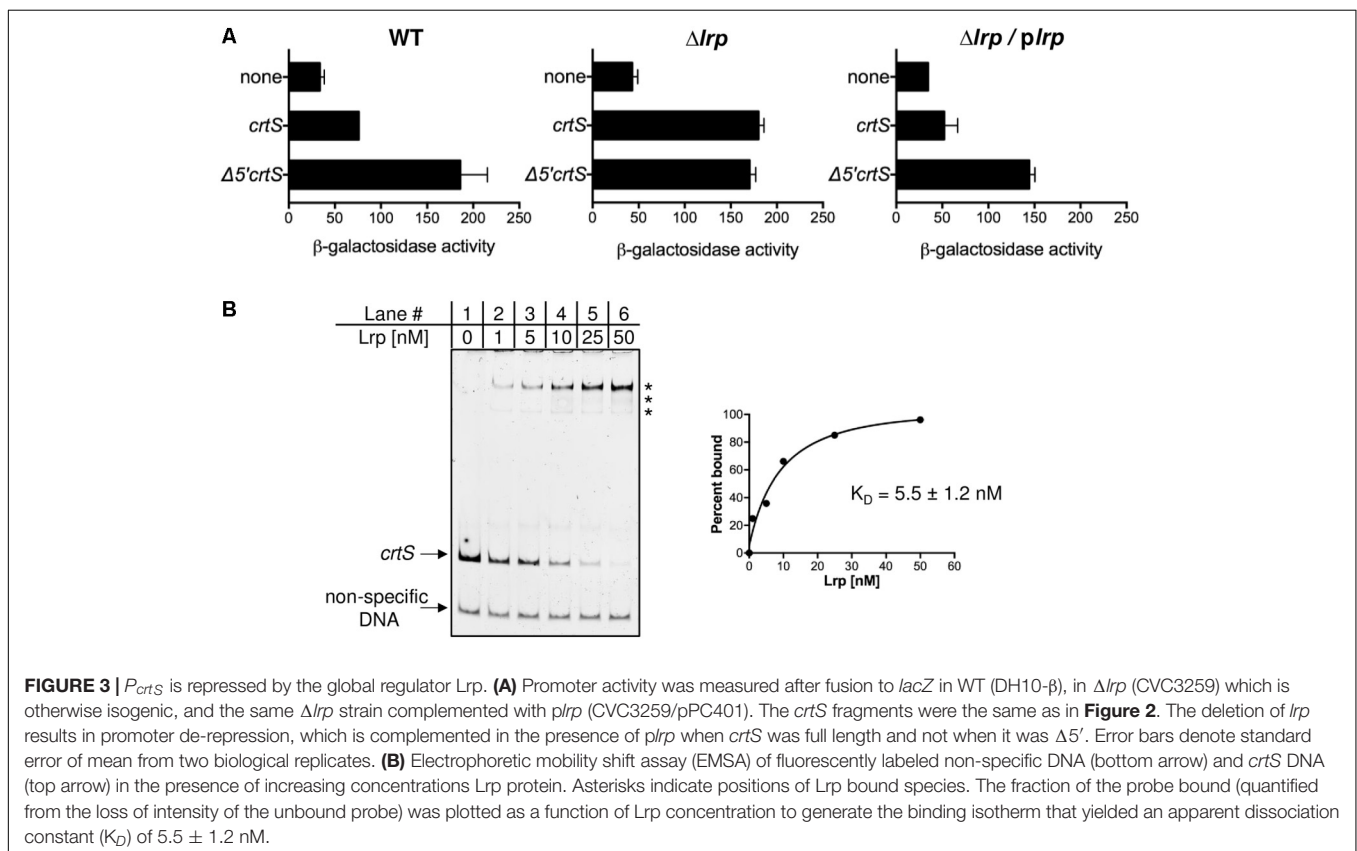 A
WT
Δlrp
Δlrp / plrp
none
crtS
Δ5'crtS
0 50 100 150 200 250
β-galactosidase activity
none
crtS
Δ5'crtS
0 50 100 150 200 250
β-galactosidase activity
none
crtS
Δ5'crtS
0 50 100 150 200 250
β-galactosidase activity
B
Lane # 1 2 3 4 5 6
Lrp [nM] 0 1 5 10 25 50
*
*
*
crtS
non-specific
DNA
Percent bound
100
80
60
40
20
0
0 10 20 30 40 50 60
Lrp [nM]
KD = 5.5 ± 1.2 nM
FIGURE 3 | PcrtS is repressed by the global regulator Lrp. (A) Promoter activity was measured after fusion to lacZ in WT (DH10-β), in Δlrp (CVC3259) which is
otherwise isogenic, and the same Δlrp strain complemented with plrp (CVC3259/pPC401). The crtS fragments were the same as in Figure 2. The deletion of lrp
results in promoter de-repression, which is complemented in the presence of plrp when crtS was full length and not when it was Δ5′. Error bars denote standard
error of mean from two biological replicates. (B) Electrophoretic mobility shift assay (EMSA) of fluorescently labeled non-specific DNA (bottom arrow) and crtS DNA
(top arrow) in the presence of increasing concentrations Lrp protein. Asterisks indicate positions of Lrp bound species. The fraction of the probe bound (quantified
from the loss of intensity of the unbound probe) was plotted as a function of Lrp concentration to generate the binding isotherm that yielded an apparent dissociation
constant (KD) of 5.5 ± 1.2 nM.